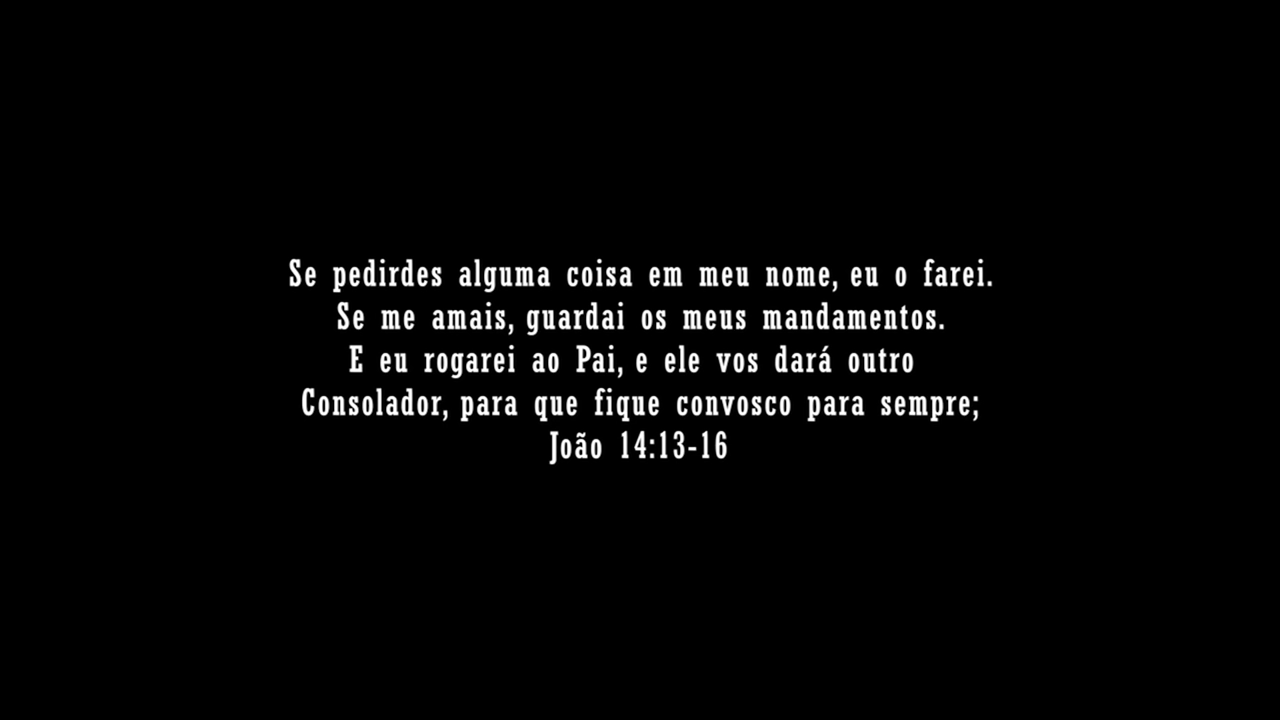 Se pedirdes alguma coisa em meu nome, eu o farei.
Se me amais, guardai os meus mandamentos.
E eu rogarei ao Pai, e ele vos dará outro
Consolador, para que fique convosco para sempre;
João 14:13-16